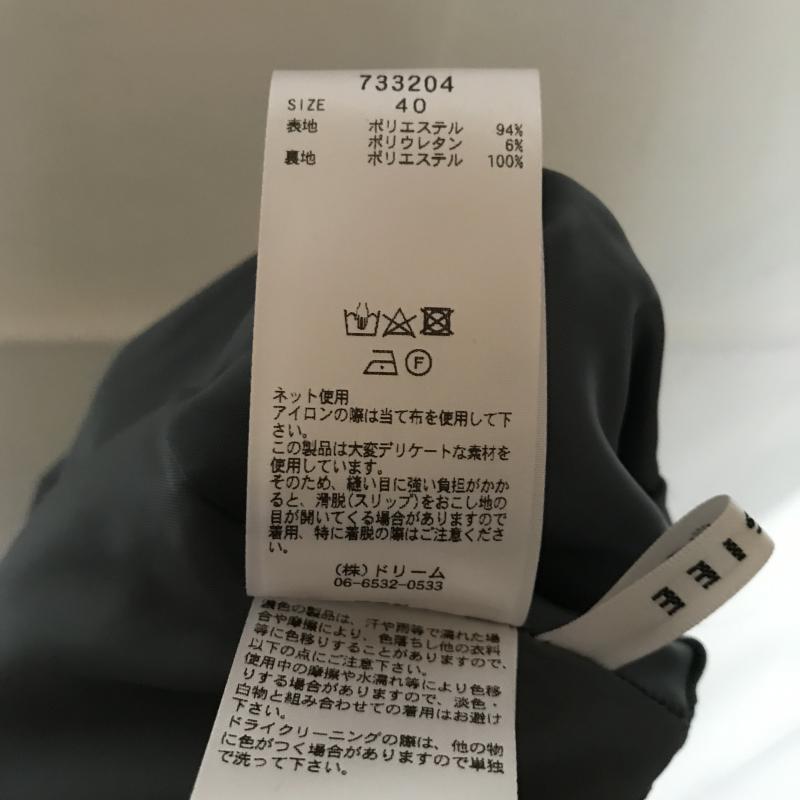 733204
SIZE 40
表地 ポリエステル 94%
ポリウレタン 6%
裏地 ポリエステル 100%
F
ネット使用
アイロンの際は当て布を使用して下
さい。
この製品は大変デリケートな素材を
使用しています。
そのため、縫い目に強い負担がかか
ると、滑脱(スリップ)をおこし地の
目が開いてくる場合がありますので
着用、特に着脱の際はご注意くださ
い。
(株)ドリーム
06-6532-0533
濃色の製品は、汗や雨等で濡れた場
合や摩擦により、色落ちし他の衣料
等に色移りすることがありますので、
以下の点にご注意下さい。
使用中の摩擦や水濡れ等により色移
りする場合がありますので、淡色・
白物と組み合わせての着用はお避け
下さい。
ドライクリーニングの際は、他の物
に色がつく場合がありますので単独
で洗って下さい。